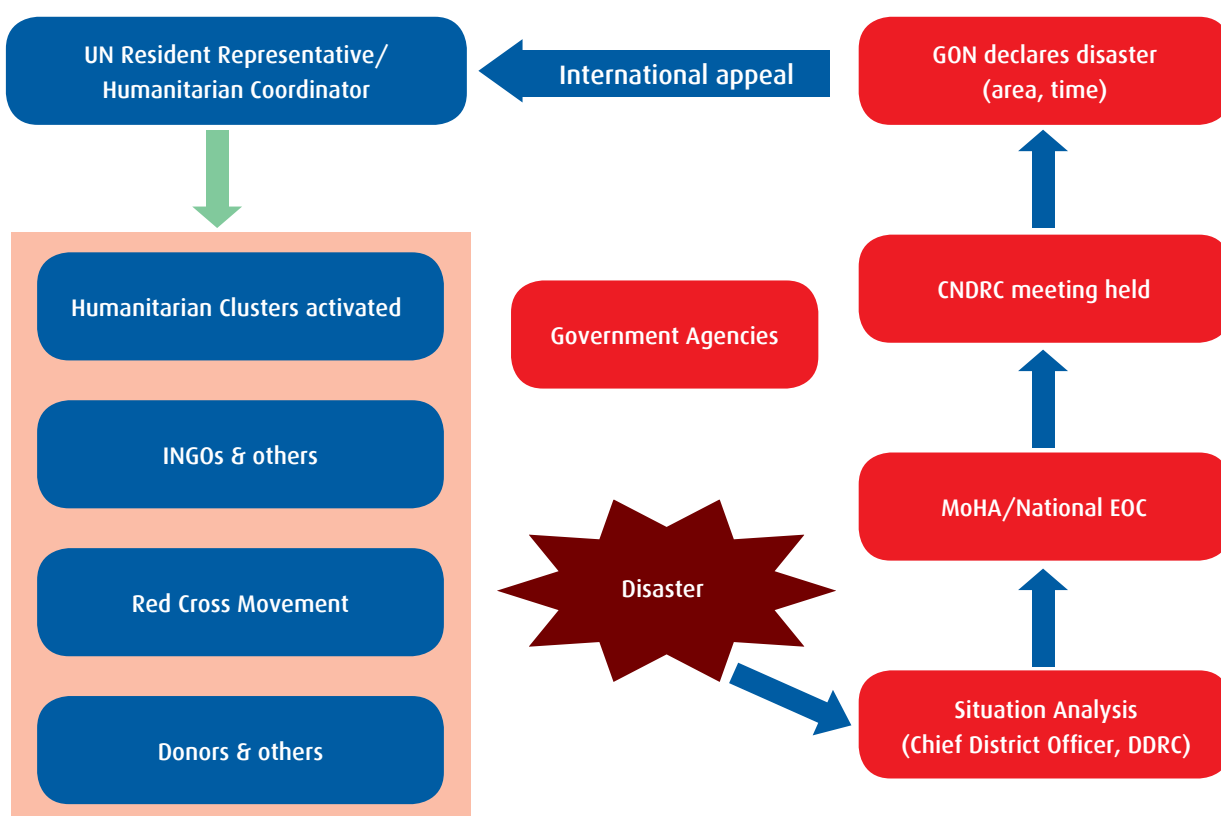 UN Resident Representative/
Humanitarian Coordinator
International appeal
GON declares disaster
(area, time)
Humanitarian Clusters activated
Government Agencies
CNDRC meeting held
INGOs & others
MoHA/National EOC
Red Cross Movement
Disaster
Donors & others
Situation Analysis
(Chief District Officer, DDRC)